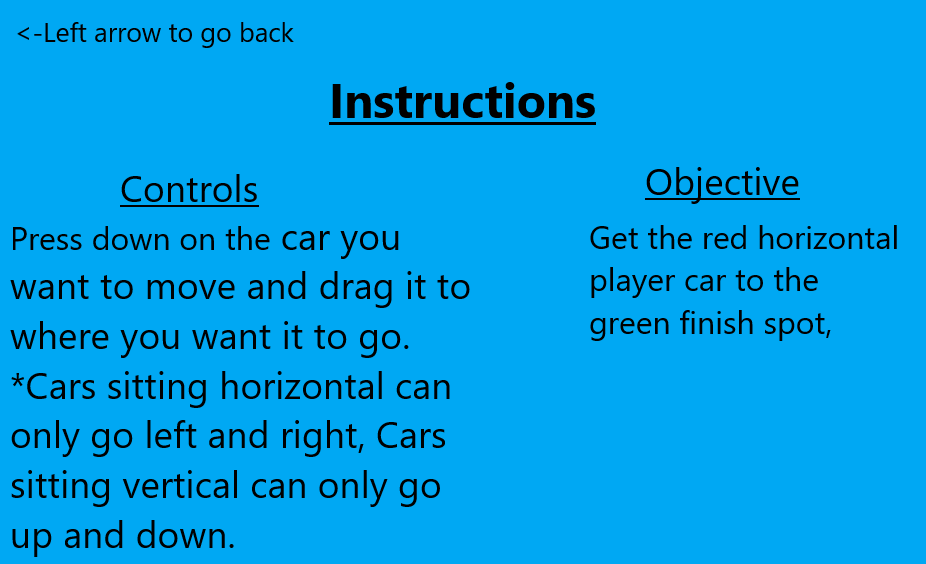 <-Left arrow to go back
Instructions
Controls
Press down on the car you
want to move and drag it to
where you want it to go.
*Cars sitting horizontal can
only go left and right, Cars
sitting vertical can only go
up and down.
Objective
Get the red horizontal
player car to the
green finish spot,